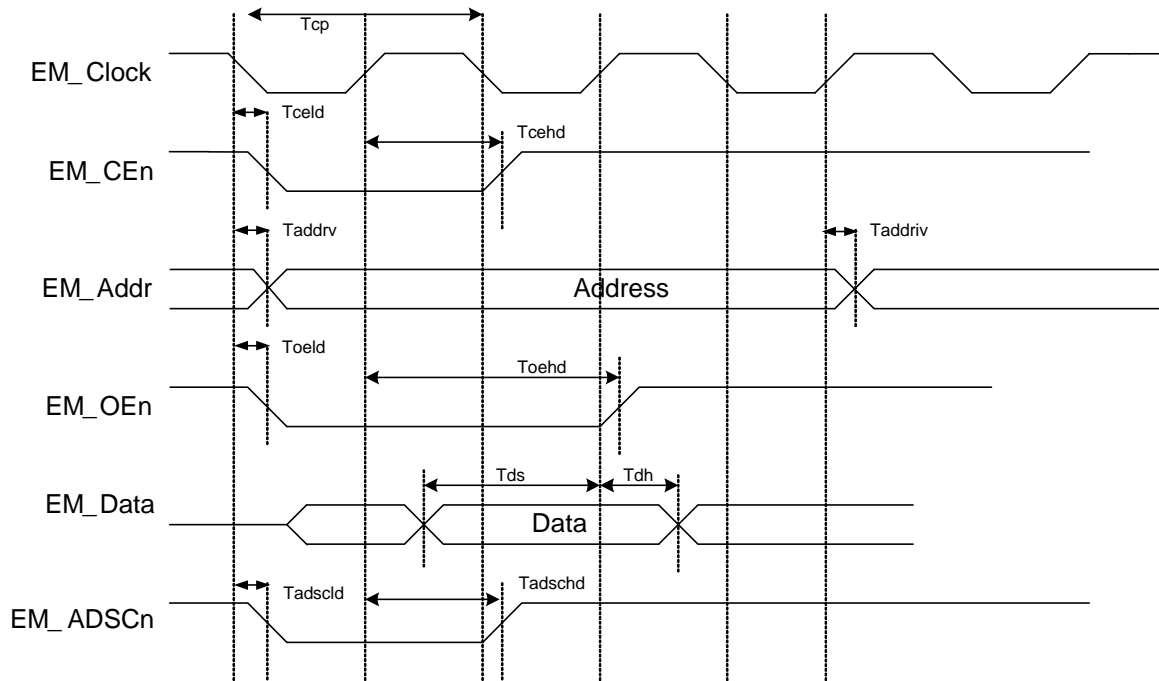 Tcp
EM_Clock
Tceld
Tcehd
EM_CEn
Taddrv
Taddriv
EM_Addr
Address
Toeld
Toehd
EM_OEn
Tds
Tdh
EM_Data
Data
Tadscld
Tadschd
EM_ADSCn